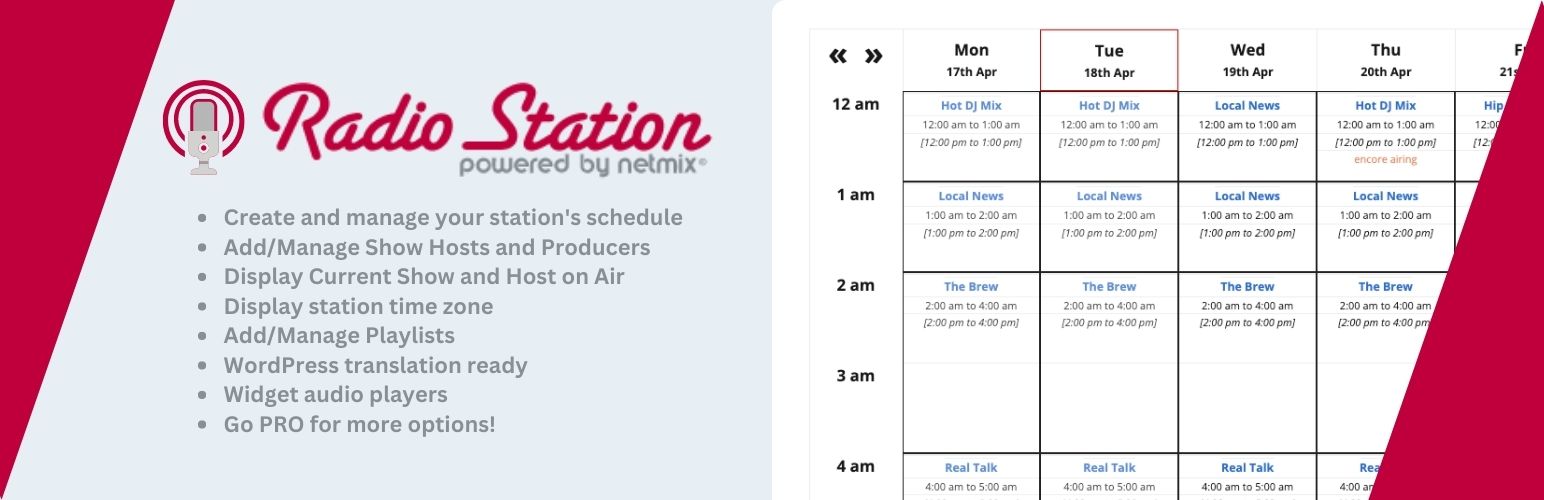 Radio Station
powered by netmix®
Create and manage your station's schedule
Add/Manage Show Hosts and Producers
Display Current Show and Host on Air
Display station time zone
Add/Manage Playlists
WordPress translation ready
Widget audio players
Go PRO for more options!
« » Mon Tue Wed Thu
17th Apr 18th Apr 19th Apr 20th Apr
12 am Hot DJ Mix Hot DJ Mix Local News Hot DJ Mix Hip
12:00 am to 1:00 am 12:00 am to 1:00 am 12:00 am to 1:00 am 12:00 am to 1:00 am
[12:00 pm to 1:00 pm] [12:00 pm to 1:00 pm] [12:00 pm to 1:00 pm] [12:00 pm to 1:00 pm]
encore airing
1 am Local News Local News Local News Local News
1:00 am to 2:00 am 1:00 am to 2:00 am 1:00 am to 2:00 am 1:00 am to 2:00 am
[1:00 pm to 2:00 pm] [1:00 pm to 2:00 pm] [1:00 pm to 2:00 pm] [1:00 pm to 2:00 pm]
2 am The Brew The Brew The Brew The Brew
2:00 am to 4:00 am 2:00 am to 4:00 am 2:00 am to 4:00 am 2:00 am to 4:00 am
[2:00 pm to 4:00 pm] [2:00 pm to 4:00 pm] [2:00 pm to 4:00 pm] [2:00 pm to 4:00 pm
3 am
4 am Real Talk Real Talk Real Talk
4:00 am to 5:00 am 4:00 am to 5:00 am 4:00 am to 5:00 am 4:00